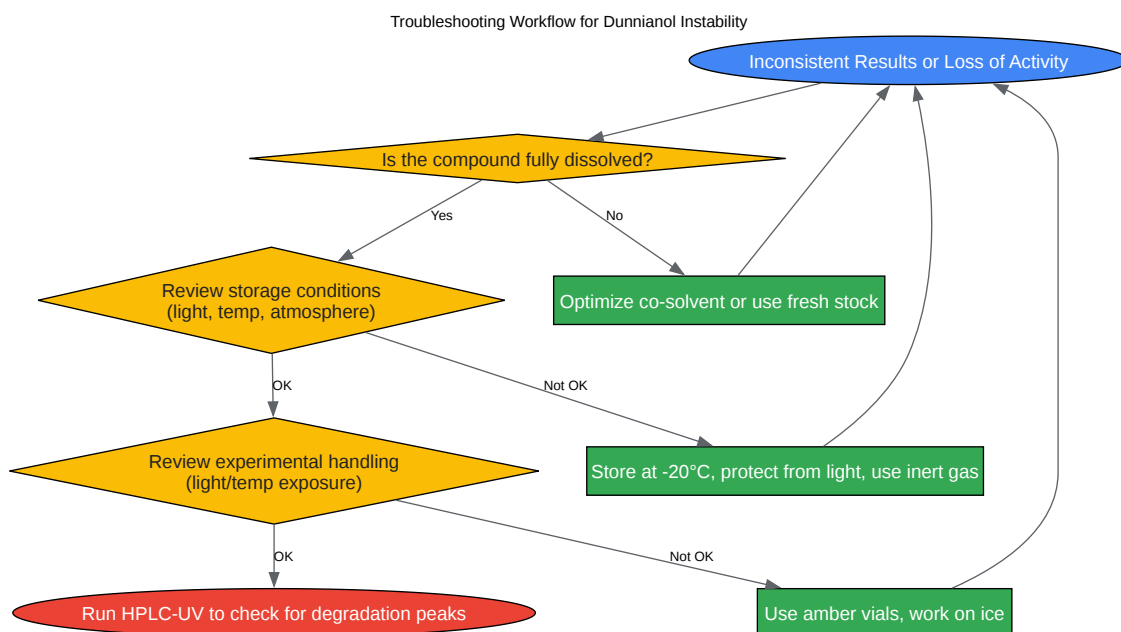 Troubleshooting Workflow for Dunnianol Instability
Inconsistent Results or Loss of Activity
Is the compound fully dissolved?
Yes
No
Review storage conditions
(light, temp, atmosphere)
Optimize co-solvent or use fresh stock
OK
Not OK
Review experimental handling
(light/temp exposure)
Store at -20°C, protect from light, use inert gas
OK
Not OK
Run HPLC-UV to check for degradation peaks
Use amber vials, work on ice